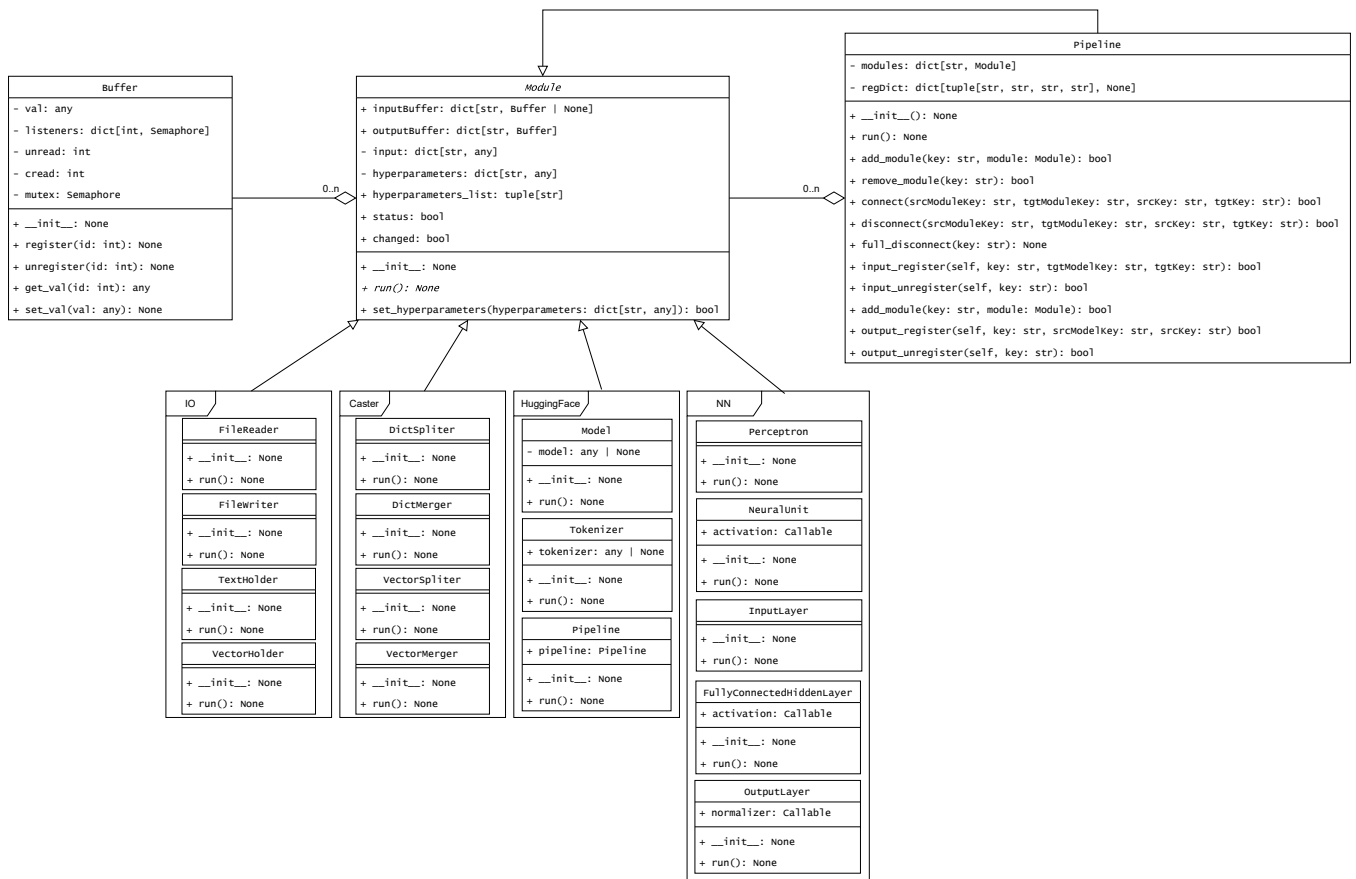 Buffer
- val: any
- listeners: dict[int, Semaphore]
- unread: int
- cread: int
- mutex: Semaphore
+ __init__: None
+ register(id: int): None
+ unregister(id: int): None
+ get_val(id: int): any
+ set_val(val: any): None
0..n
Module
+ inputBuffer: dict[str, Buffer | None]
+ outputBuffer: dict[str, Buffer]
- input: dict[str, any]
- hyperparameters: dict[str, any]
+ hyperparameters_list: tuple[str]
+ status: bool
+ changed: bool
+ __init__: None
+ run(): None
+ set_hyperparameters(hyperparameters: dict[str, any]): bool
0..n
Pipeline
- modules: dict[str, Module]
- regDict: dict[tuple[str, str, str, str], None]
+ __init__(): None
+ run(): None
+ add_module(key: str, module: Module): bool
+ remove_module(key: str): bool
+ connect(srcModuleKey: str, tgtModuleKey: str, srcKey: str, tgtKey: str): bool
+ disconnect(srcModuleKey: str, tgtModuleKey: str, srcKey: str, tgtKey: str): bool
+ full_disconnect(key: str): None
+ input_register(self, key: str, tgtModelKey: str, tgtKey: str): bool
+ input_unregister(self, key: str): bool
+ add_module(key: str, module: Module): bool
+ output_register(self, key: str, srcModelKey: str, srcKey: str) bool
+ output_unregister(self, key: str): bool
IO
FileReader
+ __init__: None
+ run(): None
FileWriter
+ __init__: None
+ run(): None
TextHolder
+ __init__: None
+ run(): None
VectorHolder
+ __init__: None
+ run(): None
Caster
DictSpliter
+ __init__: None
+ run(): None
DictMerger
+ __init__: None
+ run(): None
VectorSpliter
+ __init__: None
+ run(): None
VectorMerger
+ __init__: None
+ run(): None
HuggingFace
Model
- model: any | None
+ __init__: None
+ run(): None
Tokenizer
+ tokenizer: any | None
+ __init__: None
+ run(): None
Pipeline
+ pipeline: Pipeline
+ __init__: None
+ run(): None
NN
Perceptron
+ __init__: None
+ run(): None
NeuralUnit
+ activation: Callable
+ __init__: None
+ run(): None
InputLayer
+ __init__: None
+ run(): None
FullyConnectedHiddenLayer
+ activation: Callable
+ __init__: None
+ run(): None
OutputLayer
+ normalizer: Callable
+ __init__: None
+ run(): None